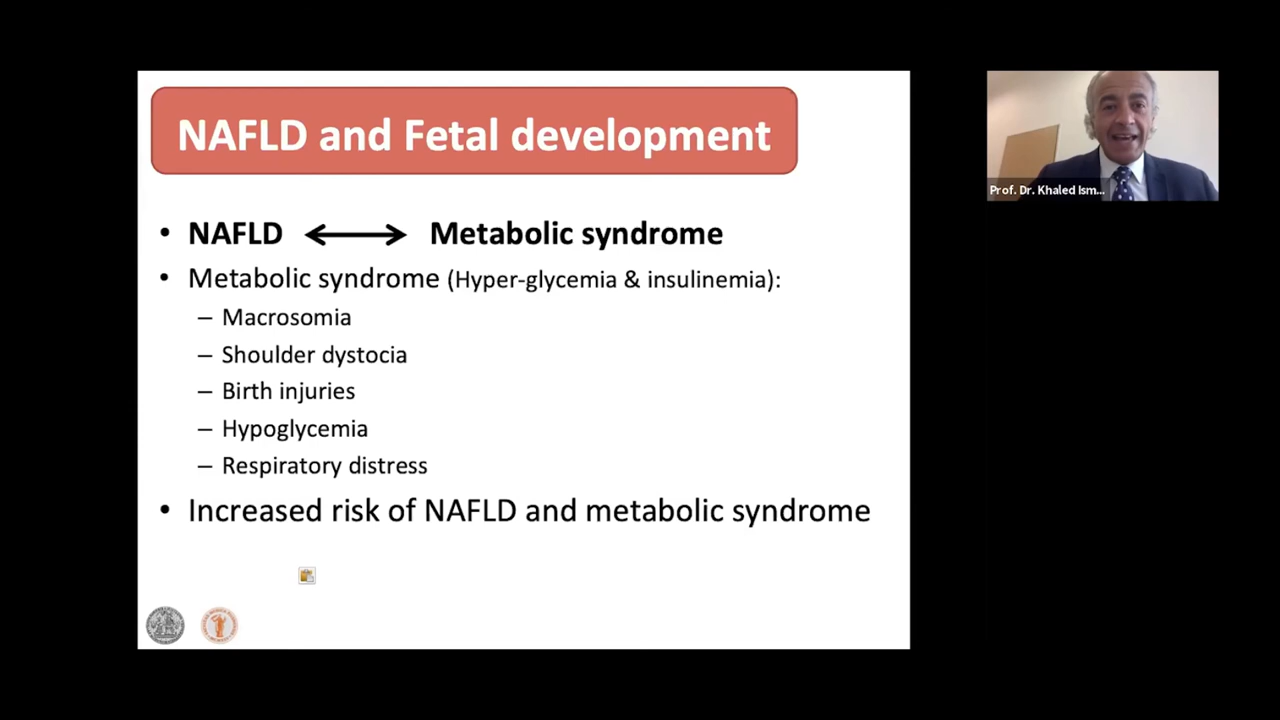 NAFLD and Fetal development
• NAFLD ⟷ Metabolic syndrome
• Metabolic syndrome (Hyper-glycemia & insulinemia):
– Macrosomia
– Shoulder dystocia
– Birth injuries
– Hypoglycemia
– Respiratory distress
• Increased risk of NAFLD and metabolic syndrome
Prof. Dr. Khaled Ism...